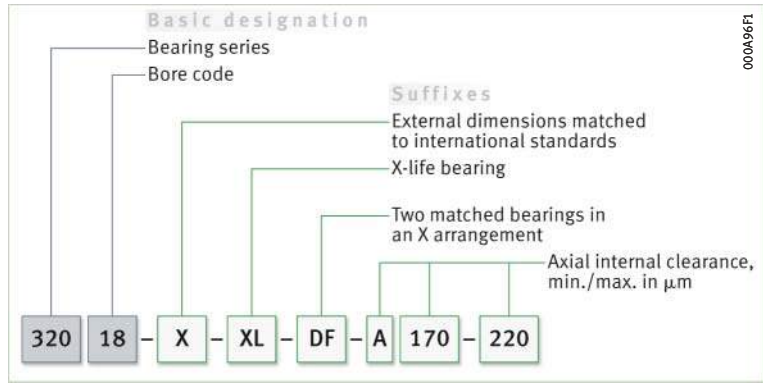 Basic designation
Bearing series
Bore code
Suffixes
External dimensions matched
to international standards
X-life bearing
Two matched bearings in
an X arrangement
Axial internal clearance,
min./max. in μm
320 18 – X – XL – DF – A 170 – 220
000A96F1